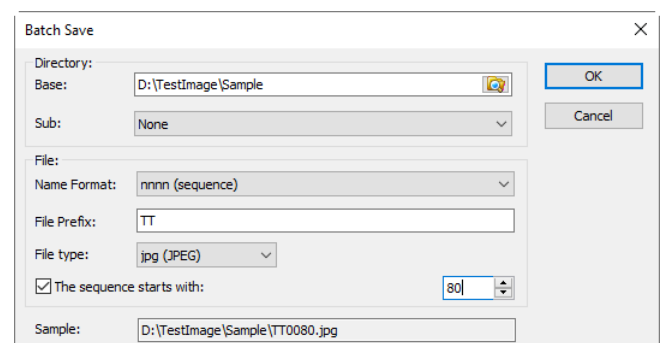 Batch Save
Directory:
Base: D:\TestImage\Sample OK
Sub: None Cancel
File:
Name Format: nnnn (sequence)
File Prefix: TT
File type: jpg (JPEG)
The sequence starts with: 80
Sample: D:\TestImage\Sample\TT0080.jpg